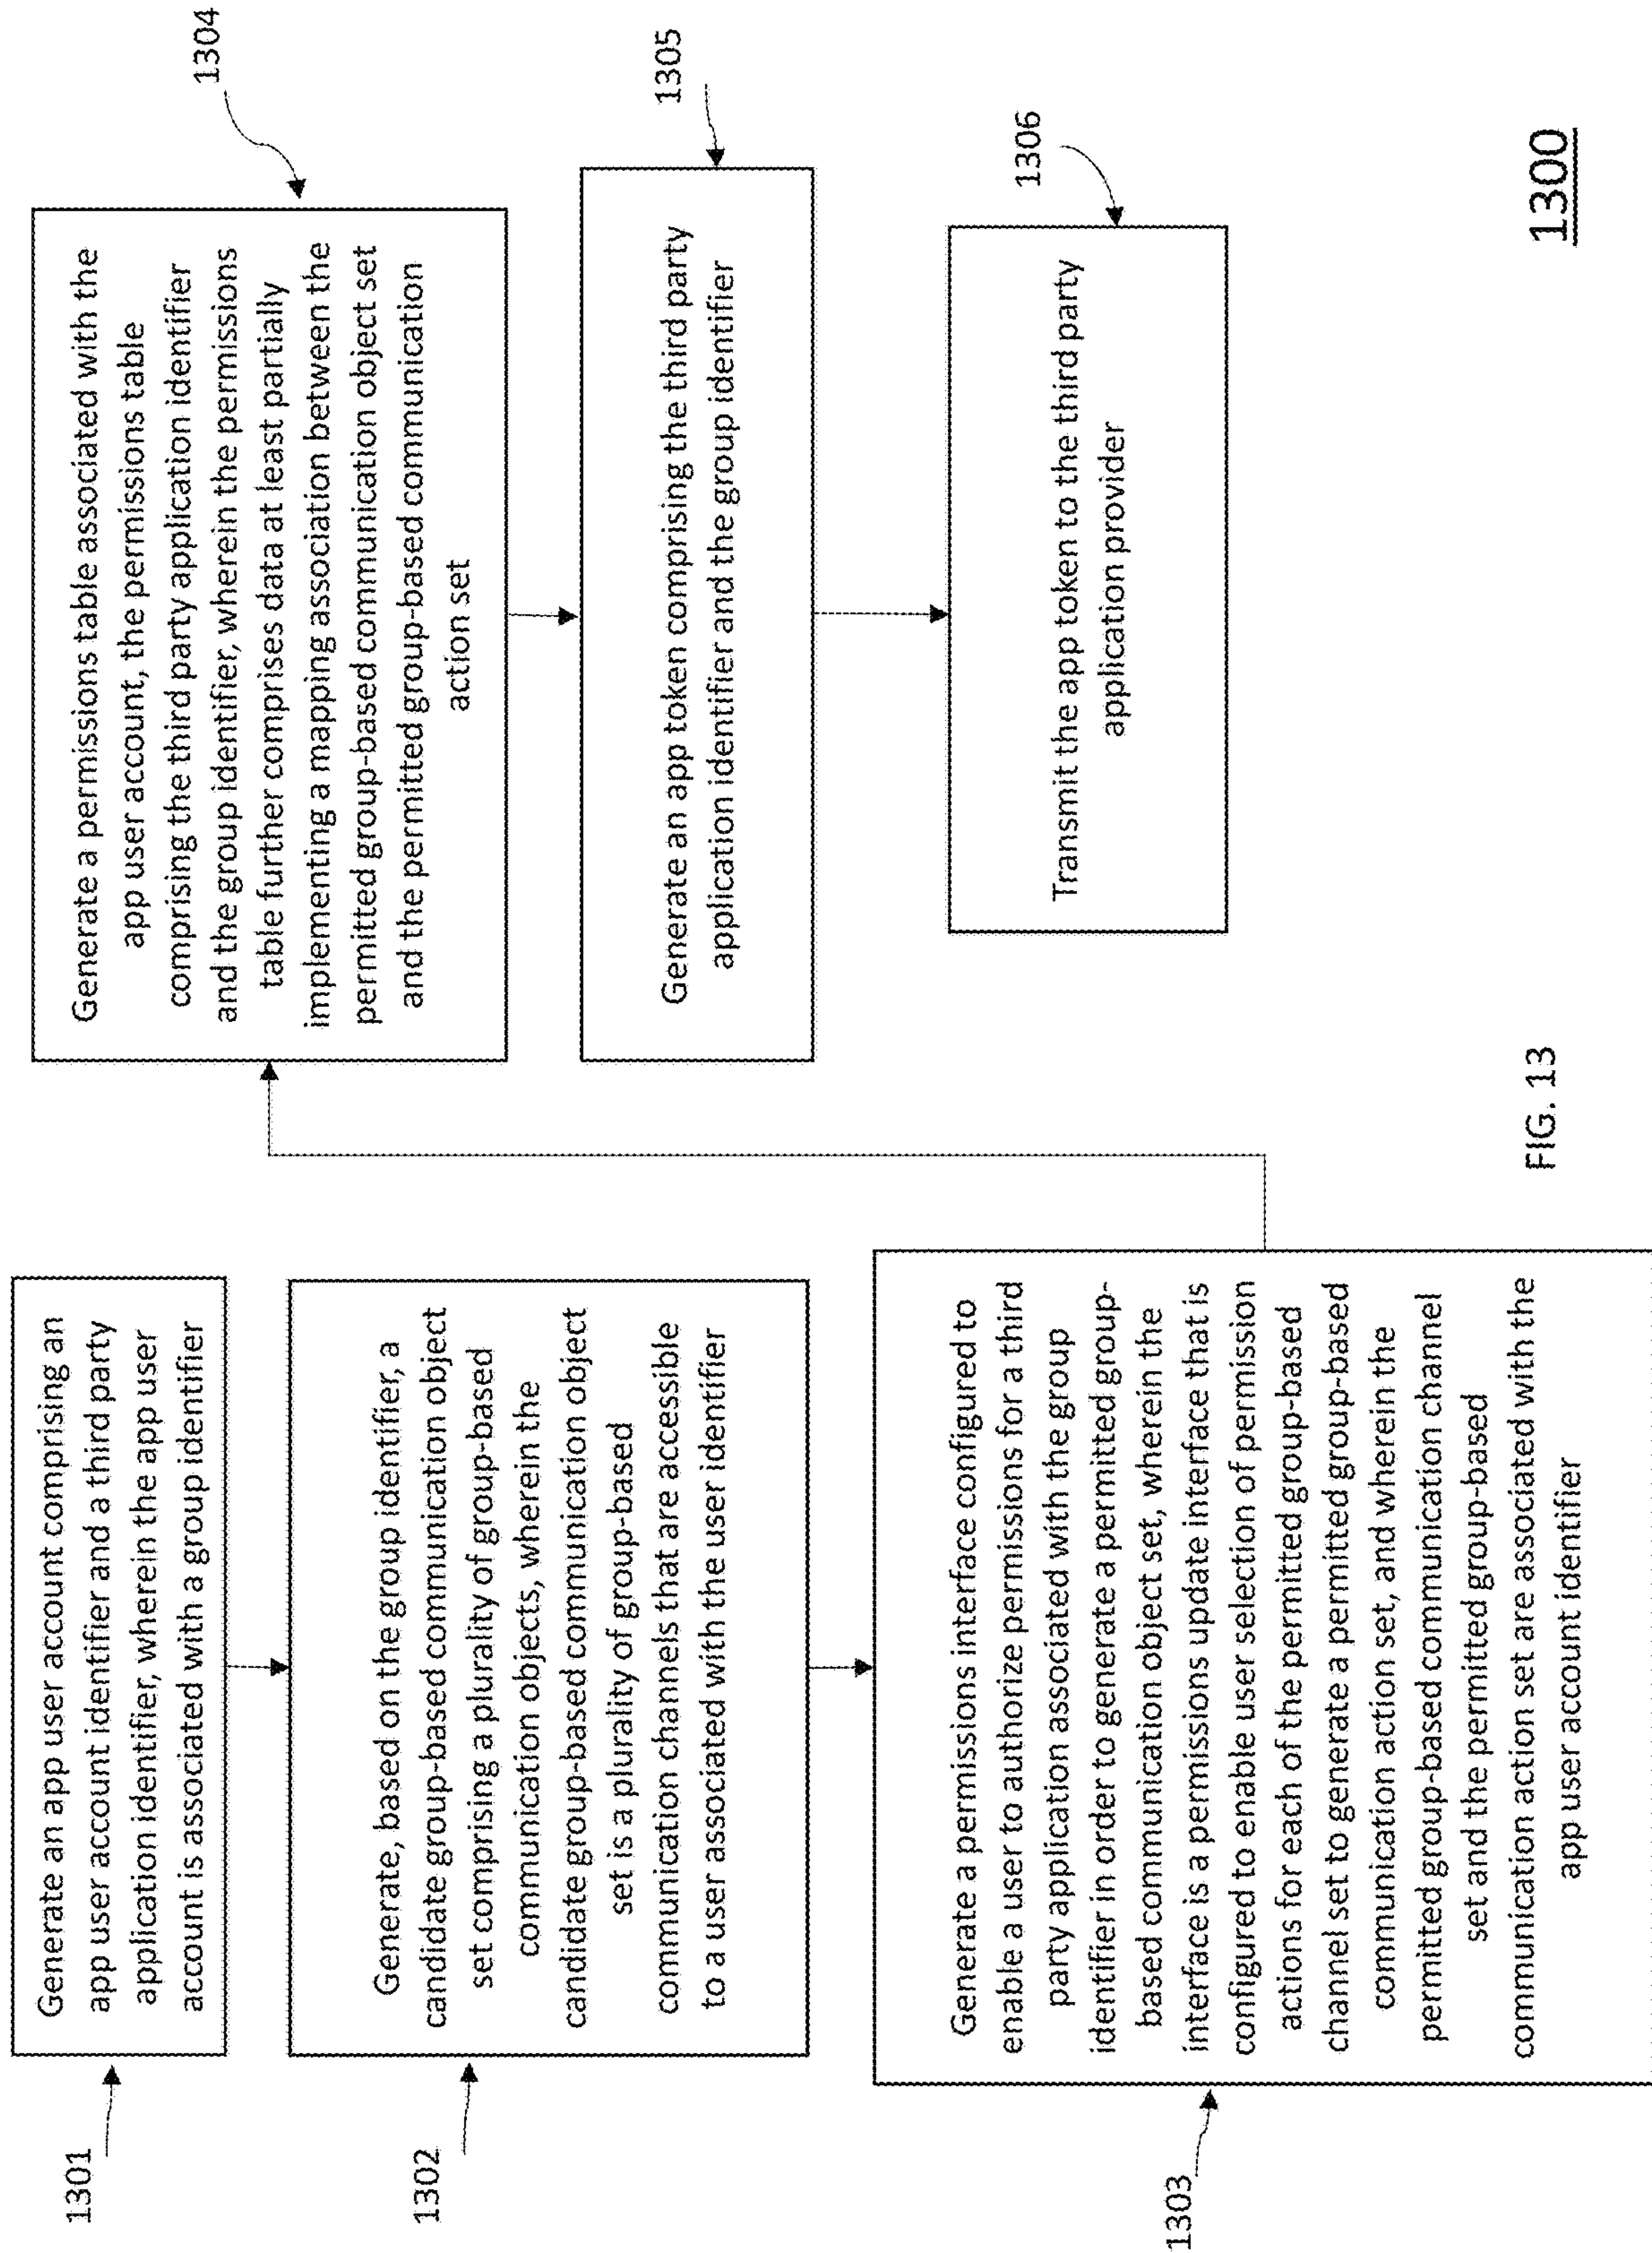 1301
Generate an app user account comprising an
app user account identifier and a third party
application identifier, wherein the app user
account is associated with a group identifier
1302
Generate, based on the group identifier, a
candidate group-based communication object
set comprising a plurality of group-based
communication objects, wherein the
candidate group-based communication object
set is a plurality of group-based
communication channels that are accessible
to a user associated with the user identifier
1303
Generate a permissions interface configured to
enable a user to authorize permissions for a third
party application associated with the group
identifier in order to generate a permitted group-
based communication object set, wherein the
interface is a permissions update interface that is
configured to enable user selection of permission
actions for each of the permitted group-based
channel set to generate a permitted group-based
communication action set, and wherein the
permitted group-based communication channel
set and the permitted group-based
communication action set are associated with the
app user account identifier
1304
Generate a permissions table associated with the
app user account, the permissions table
comprising the third party application identifier
and the group identifier, wherein the permissions
table further comprises data at least partially
implementing a mapping association between the
permitted group-based communication object set
and the permitted group-based communication
action set
1305
Generate an app token comprising the third party
application identifier and the group identifier
1306
Transmit the app token to the third party
application provider
FIG. 13
1300